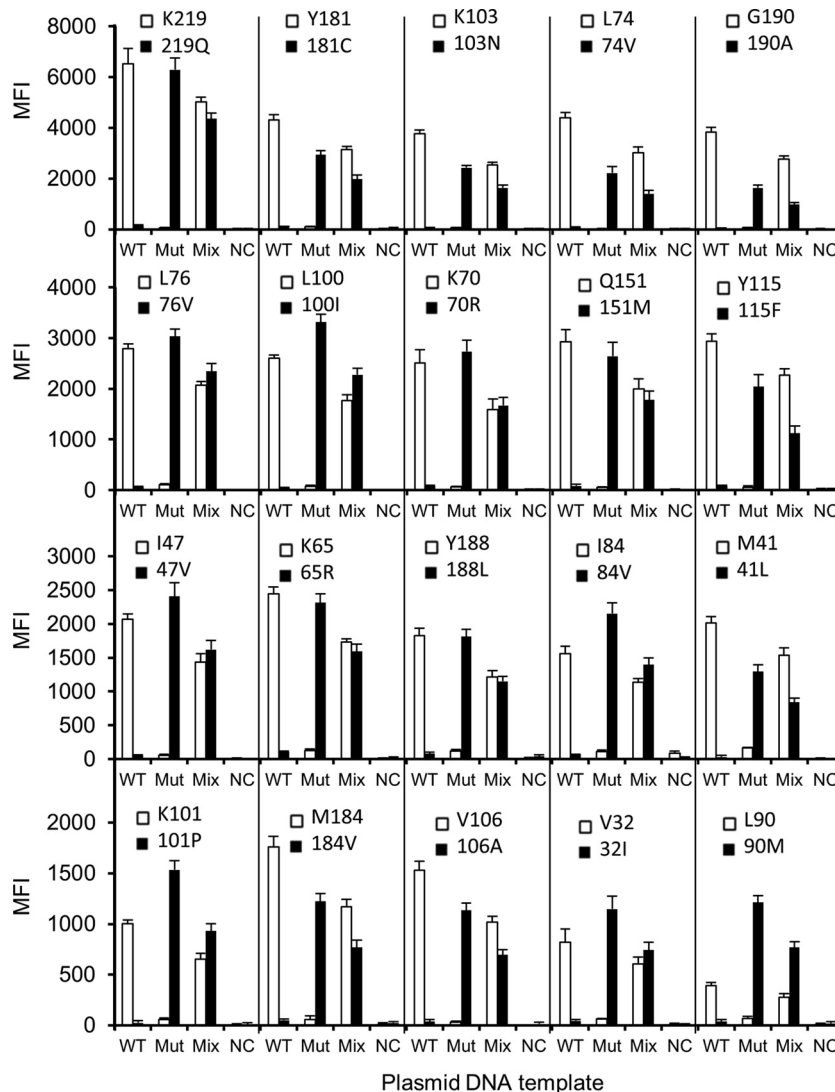 K219 Y181 K103 L74 G190
219Q 181C 103N 74V 190A
8000
6000
4000
2000
0
MFI
WT Mut Mix NC WT Mut Mix NC WT Mut Mix NC WT Mut Mix NC WT Mut Mix NC
L76 L100 K70 Q151 Y115
76V 100I 70R 151M 115F
4000
3000
2000
1000
0
MFI
WT Mut Mix NC WT Mut Mix NC WT Mut Mix NC WT Mut Mix NC WT Mut Mix NC
I47 K65 Y188 I84 M41
47V 65R 188L 84V 41L
3000
2500
2000
1500
1000
500
0
MFI
WT Mut Mix NC WT Mut Mix NC WT Mut Mix NC WT Mut Mix NC WT Mut Mix NC
K101 M184 V106 V32 L90
101P 184V 106A 32I 90M
2000
1500
1000
500
0
MFI
WT Mut Mix NC WT Mut Mix NC WT Mut Mix NC WT Mut Mix NC WT Mut Mix NC
Plasmid DNA template